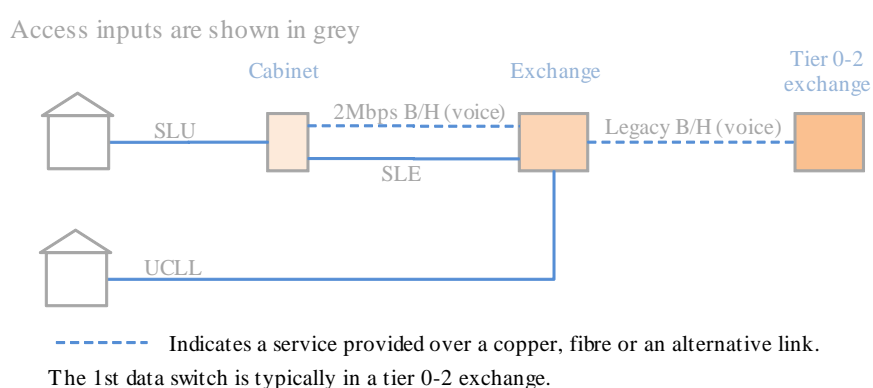 Access inputs are shown in grey
Tier 0-2
exchange
Cabinet
Exchange
SLU
2Mbps B/H (voice)
Legacy B/H (voice)
SLE
UCLL
Indicates a service provided over a copper, fibre or an alternative link.
The 1st data switch is typically in a tier 0-2 exchange.